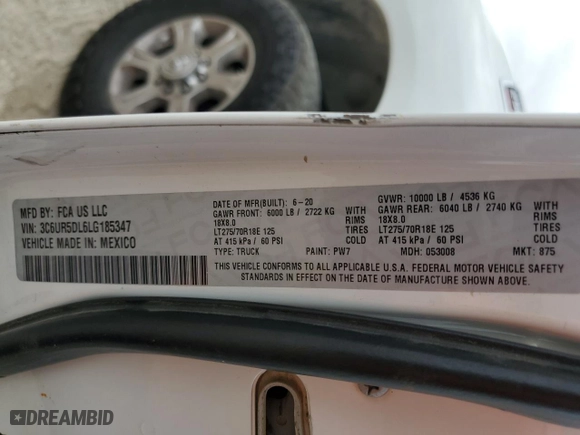 MFD BY: FCA US LLC
VIN: 3C6UR5DL6LG185347
VEHICLE MADE IN: MEXICO
DATE OF MFR(BUILT): 6-20
GAWR FRONT: 6000 LB / 2722 KG
18X8.0
LT275/70R18E 125
AT 415 kPa / 60 PSI
TYPE: TRUCK
WITH
RIMS
TIRES
COLD
PAINT: PW7
GVWR: 10000 LB / 4536 KG
GAWR REAR: 6040 LB / 2740 KG
18X8.0
LT275/70R18E 125
AT 415 kPa / 60 PSI
MDH: 053008
WITH
RIMS
TIRES
COLD
MKT: 875
THIS VEHICLE CONFORMS TO ALL APPLICABLE U.S.A. FEDERAL MOTOR VEHICLE SAFETY
STANDARDS IN EFFECT ON THE DATE OF MANUFACTURE SHOWN ABOVE.
DREAMBID